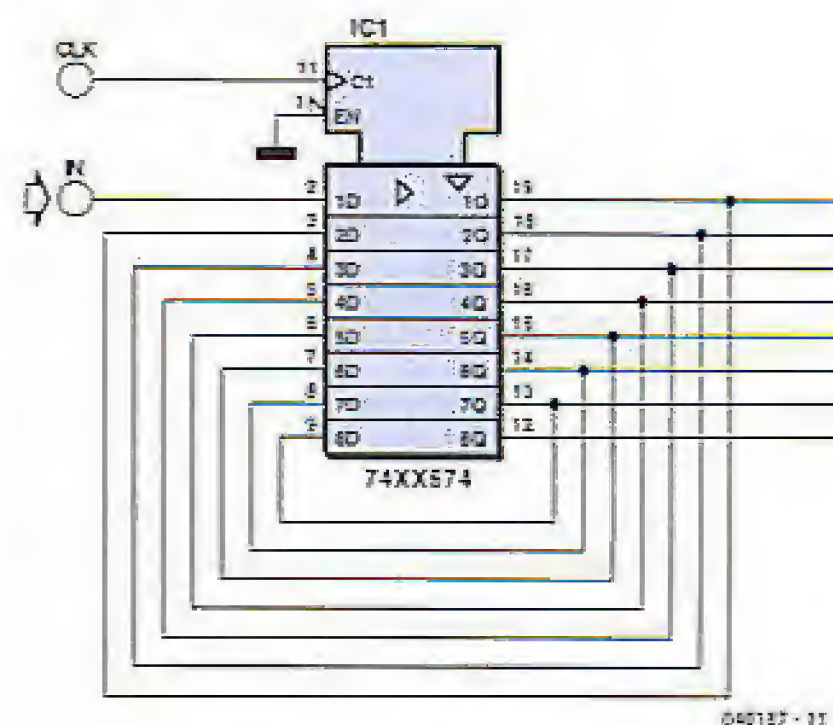 IC1
CLK
11
C1
EN
IN
2 1D 1Q 19
3 2D 2Q 18
4 3D 3Q 17
5 4D 4Q 16
6 5D 5Q 15
7 6D 6Q 14
8 7D 7Q 13
9 8D 8Q 12
74XX574